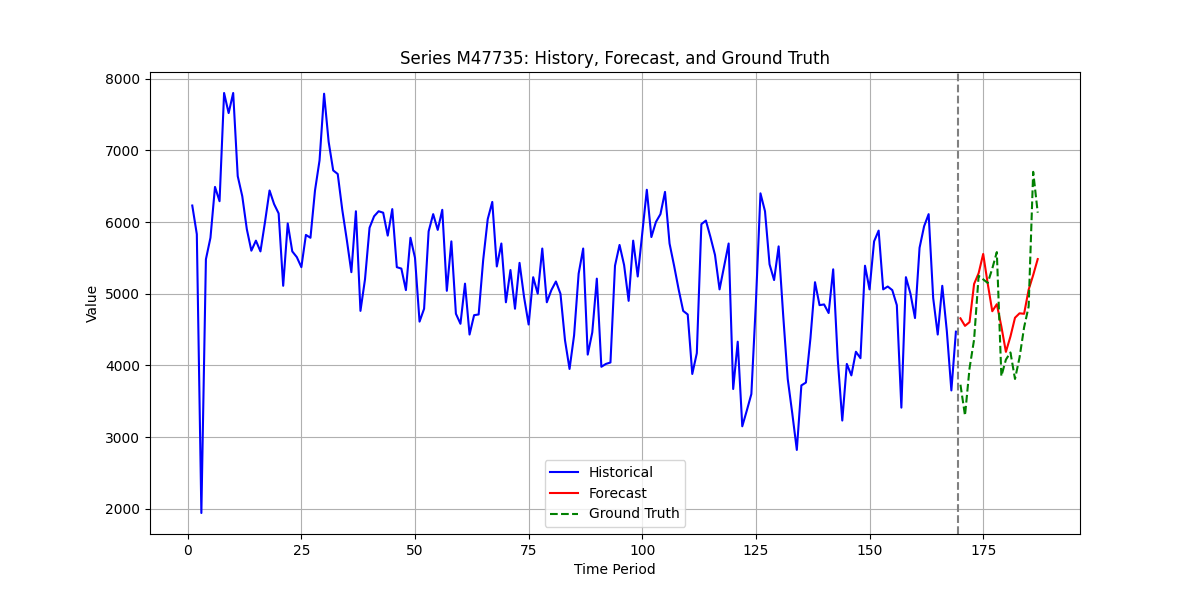 Series M47735: History, Forecast, and Ground Truth
8000
7000
6000
5000
4000
3000
2000
Value
Historical
Forecast
Ground Truth
0 25 50 75 100 125 150 175
Time Period